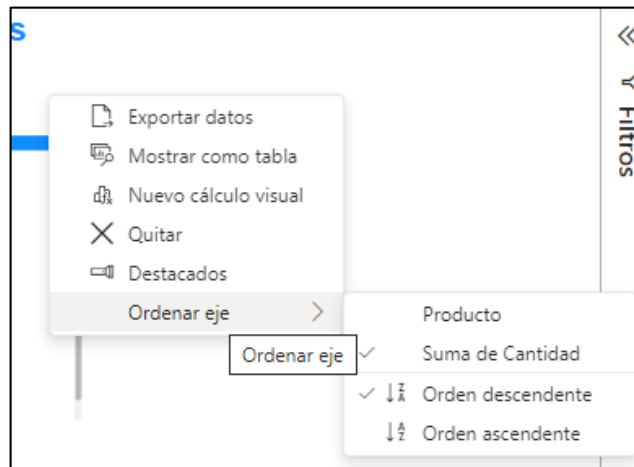 s
Exportar datos
Mostrar como tabla
Nuevo cálculo visual
Quitar
Destacados
Ordenar eje
Ordenar eje
Producto
Suma de Cantidad
Orden descendente
Orden ascendente
Filtros